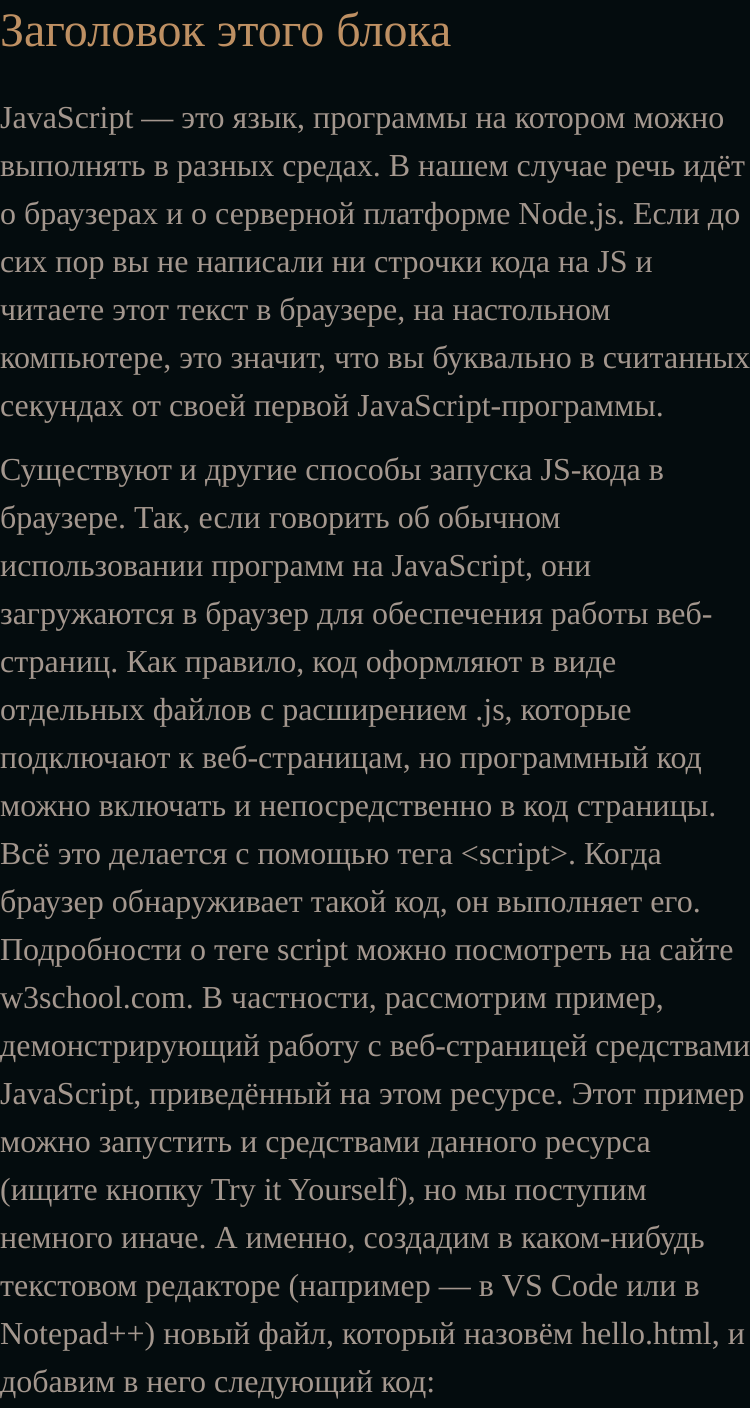 Заголовок этого блока
JavaScript — это язык, программы на котором можно
выполнять в разных средах. В нашем случае речь идёт
о браузерах и о серверной платформе Node.js. Если до
сих пор вы не написали ни строчки кода на JS и
читаете этот текст в браузере, на настольном
компьютере, это значит, что вы буквально в считанных
секундах от своей первой JavaScript-программы.
Существуют и другие способы запуска JS-кода в
браузере. Так, если говорить об обычном
использовании программ на JavaScript, они
загружаются в браузер для обеспечения работы веб-
страниц. Как правило, код оформляют в виде
отдельных файлов с расширением .js, которые
подключают к веб-страницам, но программный код
можно включать и непосредственно в код страницы.
Всё это делается с помощью тега <script>. Когда
браузер обнаруживает такой код, он выполняет его.
Подробности о теге script можно посмотреть на сайте
w3school.com. В частности, рассмотрим пример,
демонстрирующий работу с веб-страницей средствами
JavaScript, приведённый на этом ресурсе. Этот пример
можно запустить и средствами данного ресурса
(ищите кнопку Try it Yourself), но мы поступим
немного иначе. А именно, создадим в каком-нибудь
текстовом редакторе (например — в VS Code или в
Notepad++) новый файл, который назовём hello.html, и
добавим в него следующий код: